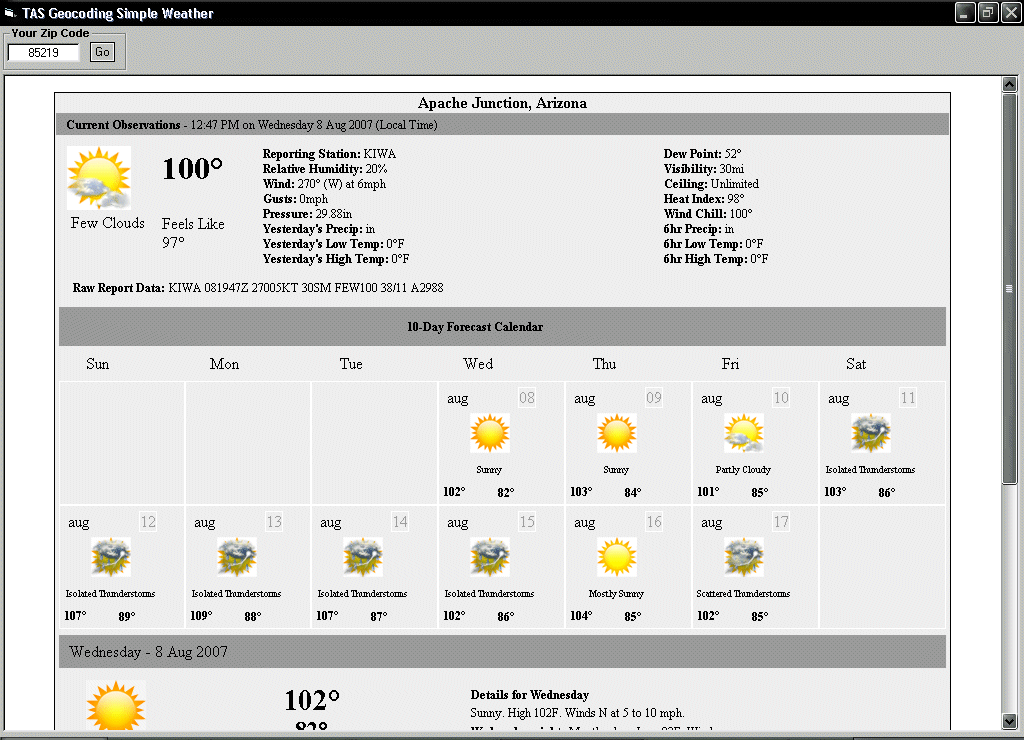 TAS Geocoding Simple Weather
Your Zip Code
85219 Go
Apache Junction, Arizona
Current Observations - 12:47 PM on Wednesday 8 Aug 2007 (Local Time)
100°
Few Clouds
Feels Like
97°
Reporting Station: KIWA
Relative Humidity: 20%
Wind: 270° (W) at 6mph
Gusts: 0mph
Pressure: 29.88in
Yesterday's Precip: in
Yesterday's Low Temp: 0°F
Yesterday's High Temp: 0°F
Dew Point: 52°
Visibility: 30mi
Ceiling: Unlimited
Heat Index: 98°
Wind Chill: 100°
6hr Precip: in
6hr Low Temp: 0°F
6hr High Temp: 0°F
Raw Report Data: KIWA 081947Z 27005KT 30SM FEW100 38/11 A2988
10-Day Forecast Calendar
Sun Mon Tue Wed Thu Fri Sat
aug 08 aug 09 aug 10 aug 11
Sunny Sunny Partly Cloudy Isolated Thunderstorms
102° 82° 103° 84° 101° 85° 103° 86°
aug 12 aug 13 aug 14 aug 15 aug 16 aug 17
Isolated Thunderstorms Isolated Thunderstorms Isolated Thunderstorms Isolated Thunderstorms Mostly Sunny Scattered Thunderstorms
107° 89° 109° 88° 107° 87° 102° 86° 104° 85° 102° 85°
Wednesday - 8 Aug 2007
102°
82°
Details for Wednesday
Sunny. High 102F. Winds N at 5 to 10 mph.